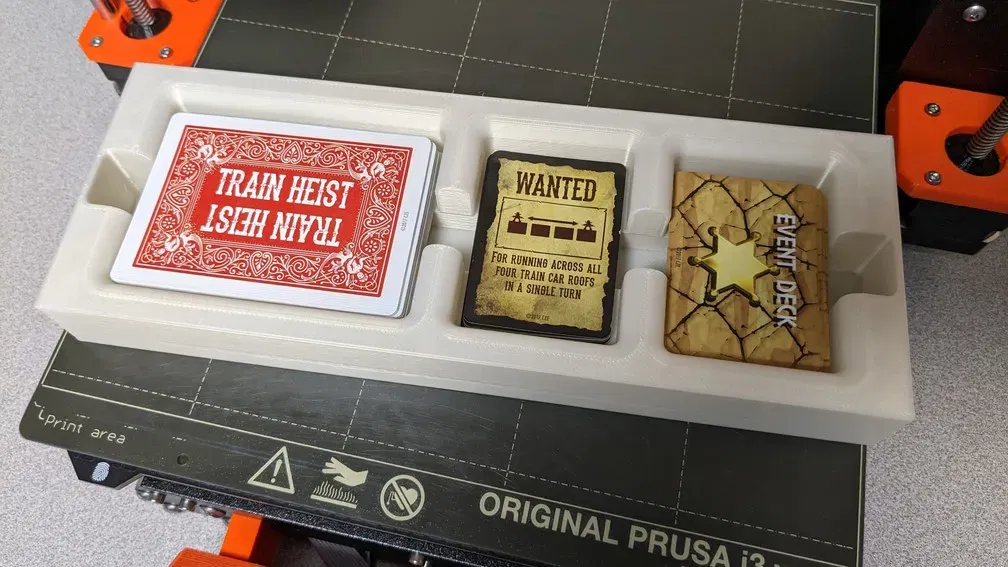 TRAIN HEIST
TRAIN HEIST
WANTED
FOR RUNNING ACROSS ALL
FOUR TRAIN CAR ROOFS
IN A SINGLE TURN
EVENT DECK
Print area
ORIGINAL PRUSA i3